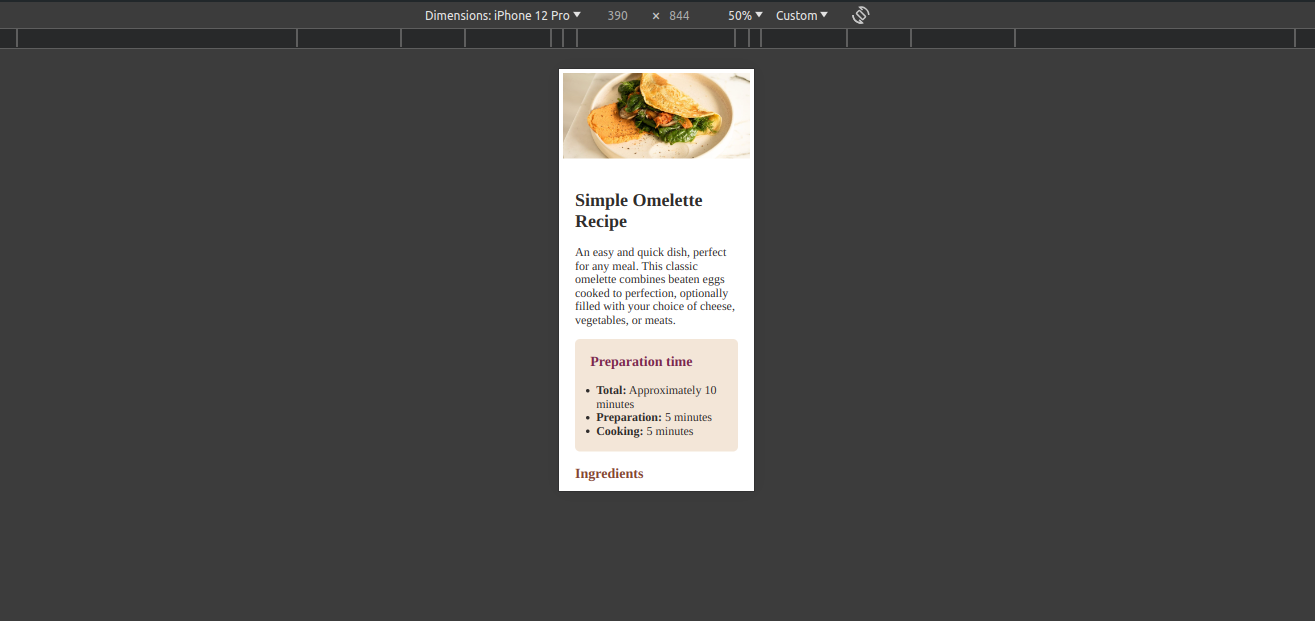 Dimensions: iPhone 12 Pro 390 × 844 50% Custom
Simple Omelette
Recipe
An easy and quick dish, perfect
for any meal. This classic
omelette combines beaten eggs
cooked to perfection, optionally
filled with your choice of cheese,
vegetables, or meats.
Preparation time
Total: Approximately 10
minutes
Preparation: 5 minutes
Cooking: 5 minutes
Ingredients